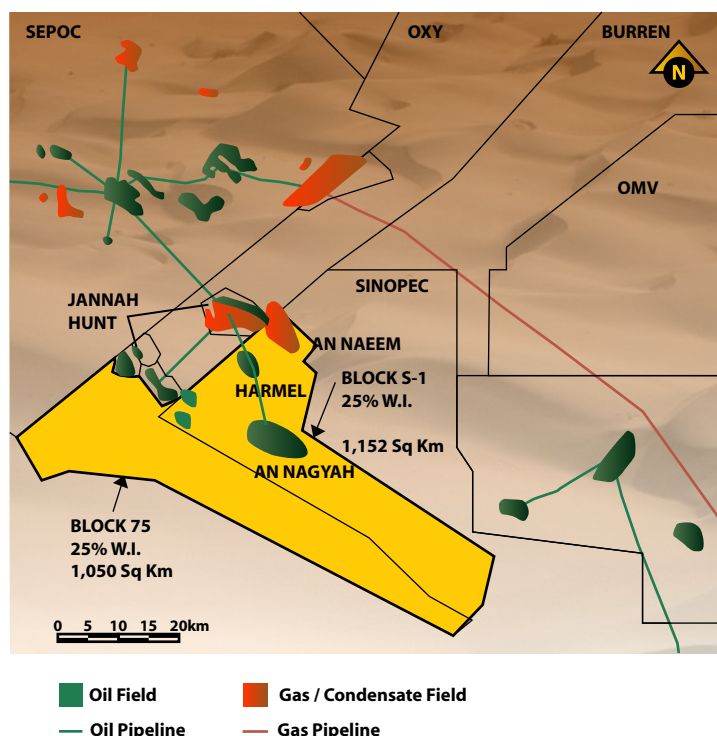 SEPOC
OXY
BURREN
N
OMV
SINOPEC
JANNAH
HUNT
AN NAEEM
HARMEL
BLOCK S-1
25% W.I.
1,152 Sq Km
AN NAGYAH
BLOCK 75
25% W.I.
1,050 Sq Km
0 5 10 15 20km
Oil Field
Gas / Condensate Field
Oil Pipeline
Gas Pipeline